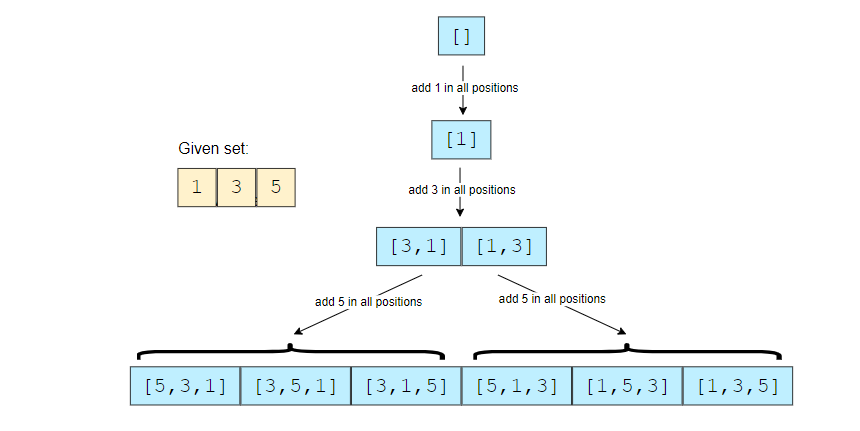 []
add 1 in all positions
[1]
Given set:
1 3 5
add 3 in all positions
[3,1] [1,3]
add 5 in all positions
add 5 in all positions
[5,3,1] [3,5,1] [3,1,5] [5,1,3] [1,5,3] [1,3,5]